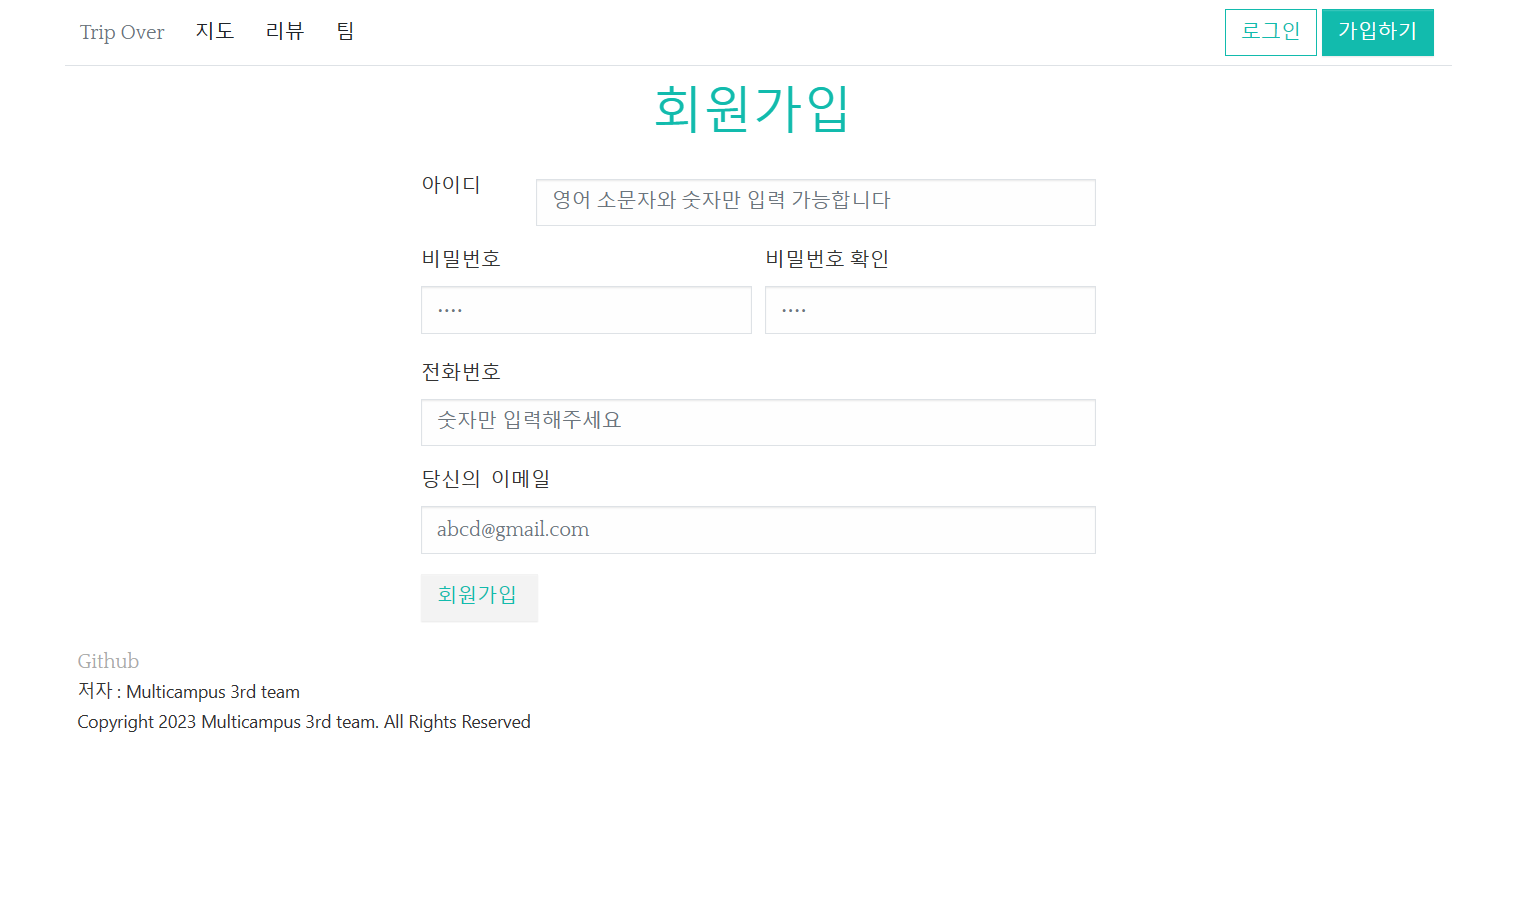 Trip Over 지도 리뷰 팀 로그인 가입하기
회원가입
아이디 영어 소문자와 숫자만 입력 가능합니다
비밀번호 비밀번호 확인
.... ....
전화번호
숫자만 입력해주세요
당신의 이메일
abcd@gmail.com
회원가입
Github
저자 : Multicampus 3rd team
Copyright 2023 Multicampus 3rd team. All Rights Reserved